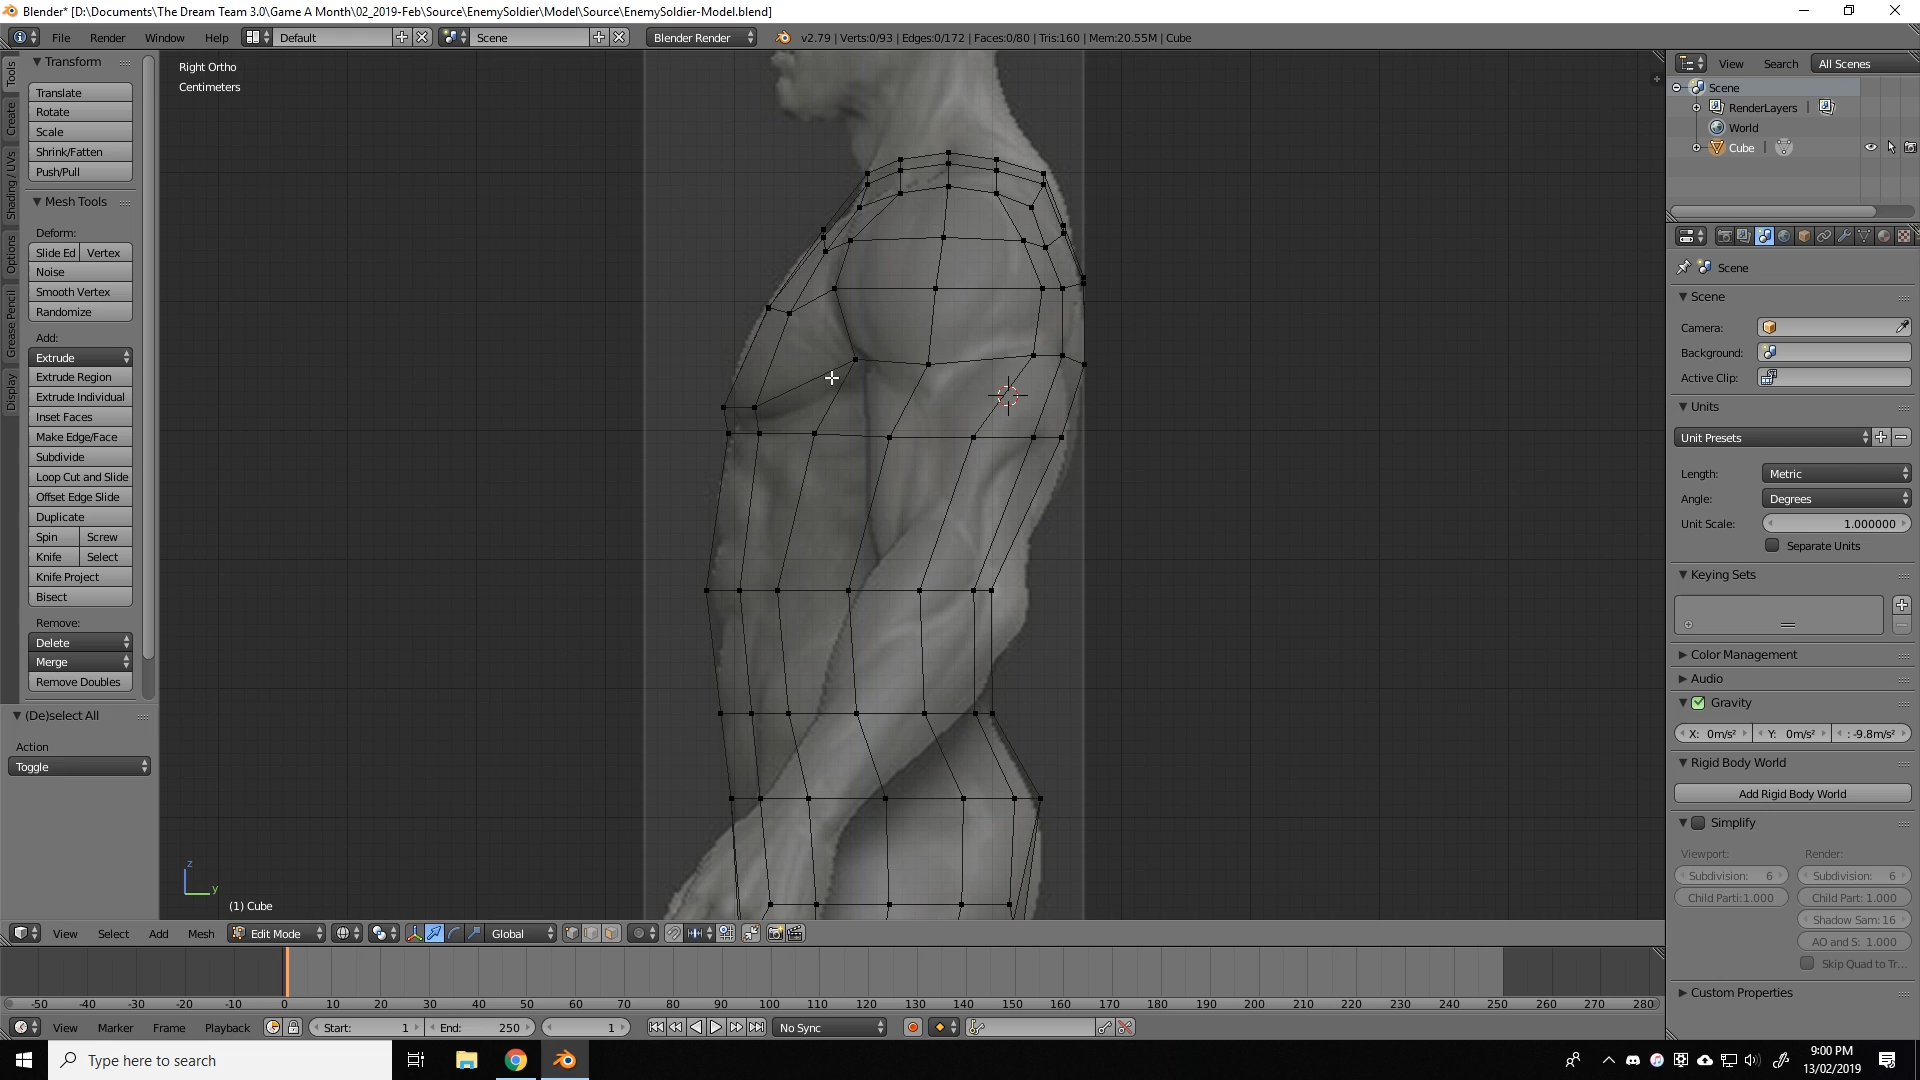 Blender* [D:\Documents\The Dream Team 3.0\Game A Month\02_2019-Feb\Source\EnemySoldier\Model\Source\EnemySoldier-Model.blend]
File Render Window Help Default Scene Blender Render v2.79 | Verts:0/93 | Edges:0/172 | Faces:0/80 | Tris:160 | Mem:20.55M | Cube
Tools
Create
Shading / UVs
Options
Grease Pencil
Display
Transform
Translate
Rotate
Scale
Shrink/Fatten
Push/Pull
Mesh Tools
Deform:
Slide Ed Vertex
Noise
Smooth Vertex
Randomize
Add:
Extrude
Extrude Region
Extrude Individual
Inset Faces
Make Edge/Face
Subdivide
Loop Cut and Slide
Offset Edge Slide
Duplicate
Spin Screw
Knife Select
Knife Project
Bisect
Remove:
Delete
Merge
Remove Doubles
(De)select All
Action
Toggle
Right Ortho
Centimeters
z
y
(1) Cube
View Select Add Mesh Edit Mode Global
View Search All Scenes
Scene
RenderLayers |
World
Cube |
Scene
Scene
Camera:
Background:
Active Clip:
Units
Unit Presets
Length: Metric
Angle: Degrees
Unit Scale: 1.000000
Separate Units
Keying Sets
Color Management
Audio
Gravity
X: 0m/s² Y: 0m/s² : -9.8m/s²
Rigid Body World
Add Rigid Body World
Simplify
Viewport: Render:
Subdivision: 6 Subdivision: 6
Child Parti:1.000 Child Part: 1.000
Shadow Sam: 16
AO and S: 1.000
Skip Quad to Tr...
Custom Properties
-50 -40 -30 -20 -10 0 10 20 30 40 50 60 70 80 90 100 110 120 130 140 150 160 170 180 190 200 210 220 230 240 250 260 270 280
View Marker Frame Playback Start: 1 End: 250 1 No Sync
Type here to search
9:00 PM
13/02/2019